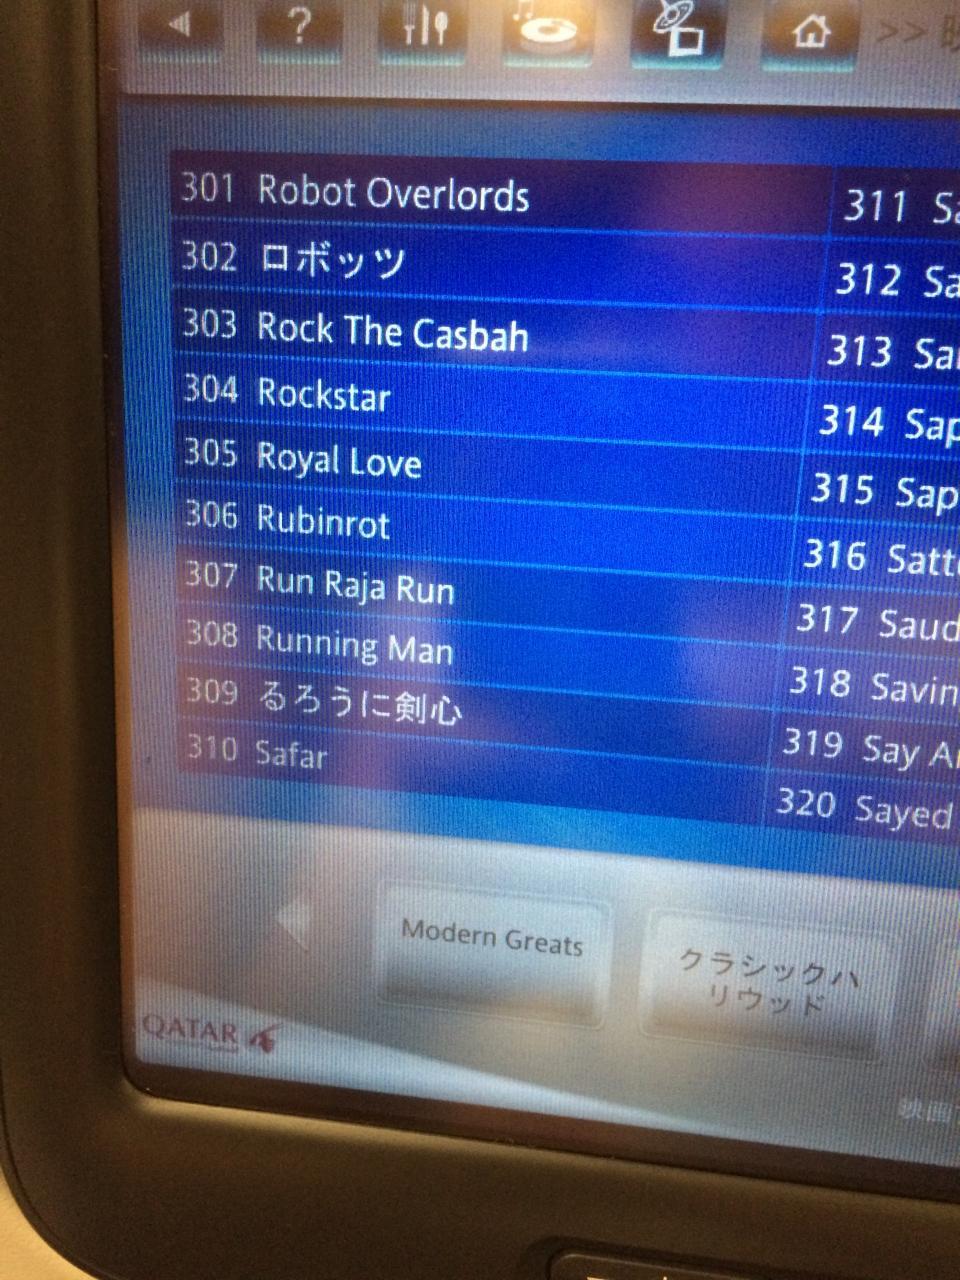 ?
>>
301 Robot Overlords
302 ロボッツ
303 Rock The Casbah
304 Rockstar
305 Royal Love
306 Rubinrot
307 Run Raja Run
308 Running Man
309 るろうに剣心
310 Safar
311
312
313
314
315
316
317
318
319 Say
320 Sayed
Modern Greats
クラシックハ
リウッド
QATAR
映画